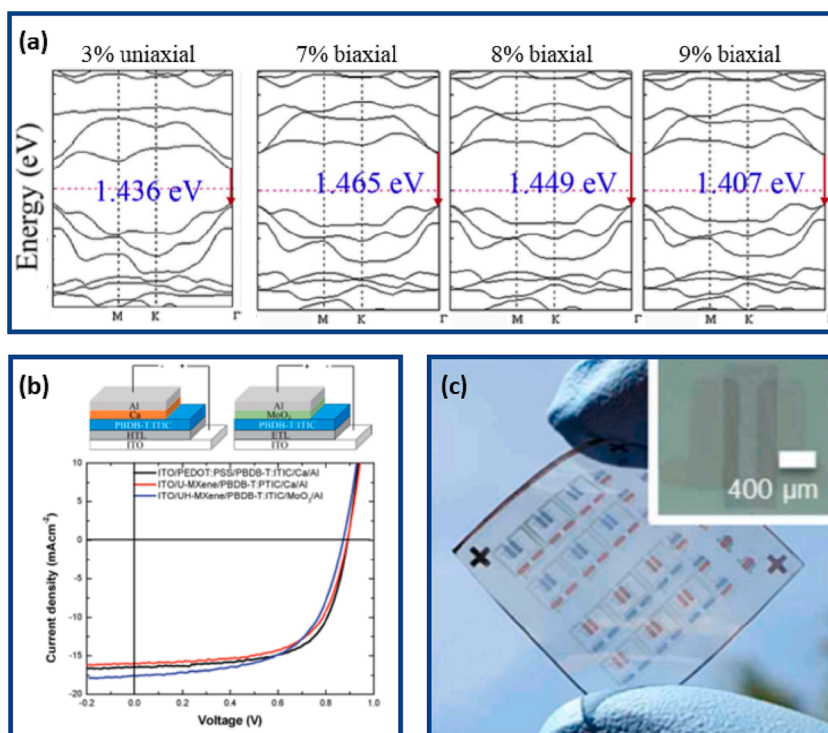 (a)
3% uniaxial 7% biaxial 8% biaxial 9% biaxial
Energy (eV)
1.436 eV 1.465 eV 1.449 eV 1.407 eV
M K Γ M K Γ M K Γ M K Γ
(b)
- + + -
Al Al
Ca MoO₃
PBDB-T:ITIC PBDB-T:ITIC
HTL ETL
ITO ITO
ITO/PEDOT:PSS/PBDB-T:ITIC/Ca/Al
ITO/U-MXene/PBDB-T:PTIC/Ca/Al
ITO/UH-MXene/PBDB-T:ITIC/MoO₃/Al
Current density (mAcm⁻²)
10
5
0
-5
-10
-15
-20
-0.2 0.0 0.2 0.4 0.6 0.8 1.0
Voltage (V)
(c)
400 µm